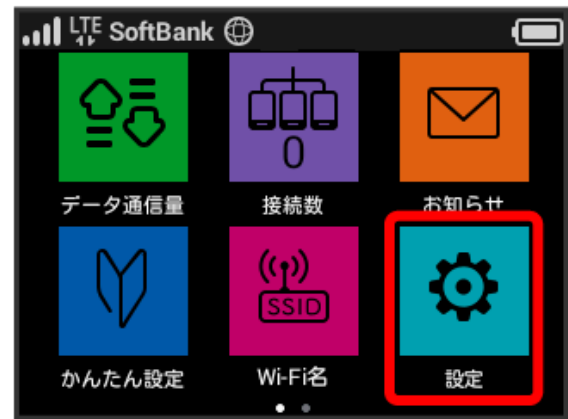 LTE SoftBank
0
データ通信量 接続数 お知らせ
SSID
かんたん設定 Wi-Fi名 設定